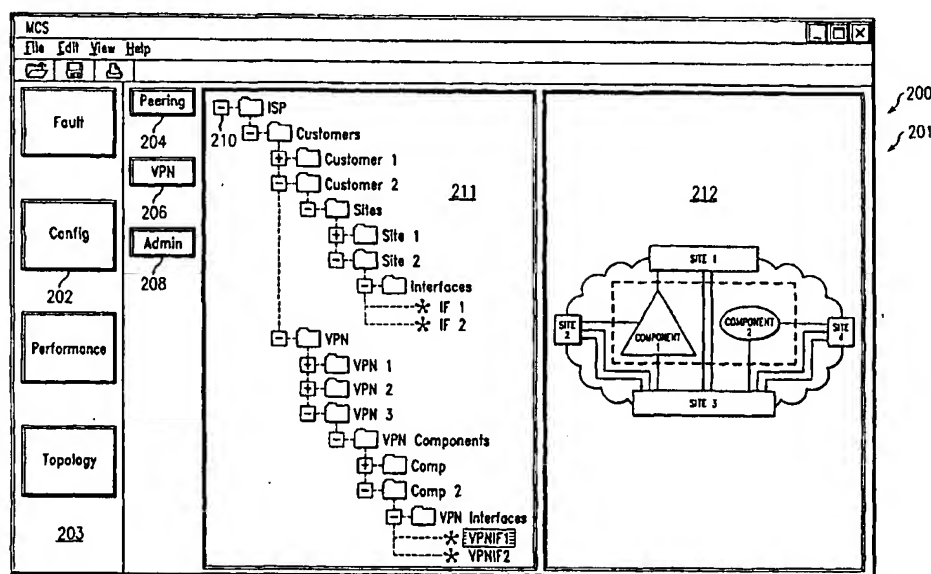 MCS
File Edit View Help
Fault
Config
202
Performance
Topology
203
Peering
204
VPN
206
Admin
208
210
ISP
Customers
Customer 1
Customer 2
Sites
Site 1
Site 2
Interfaces
IF 1
IF 2
VPN
VPN 1
VPN 2
VPN 3
VPN Components
Comp
Comp 2
VPN Interfaces
VPNIF1
VPNIF2
211
212
SITE 1
SITE 2
COMPONENT
COMPONENT 2
SITE 4
SITE 3
200
201